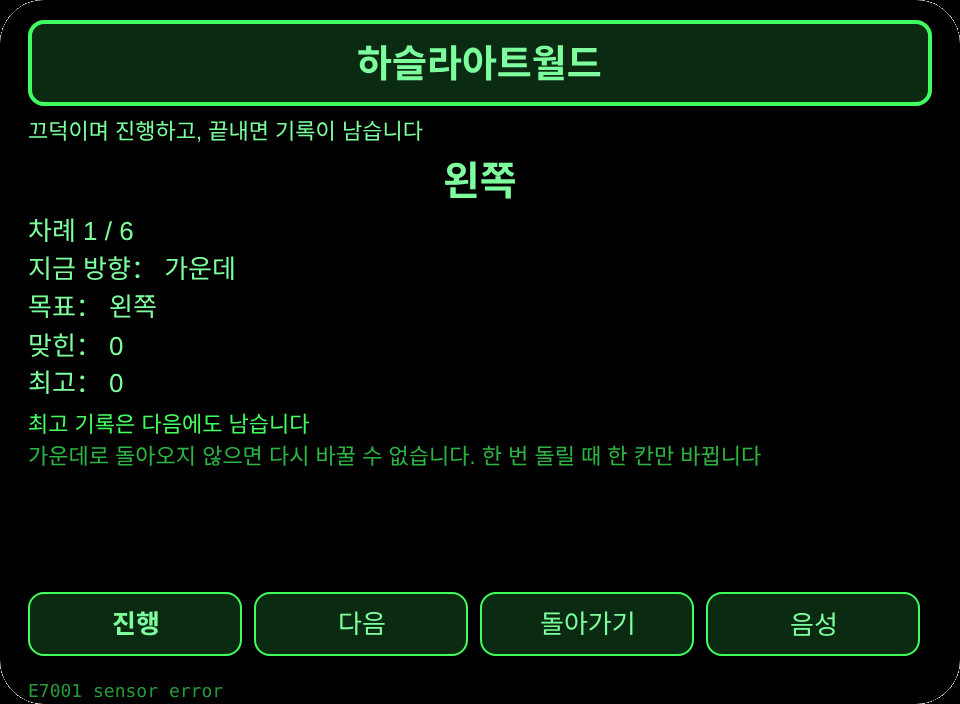 하슬라아트월드
끄덕이며 진행하고, 끝내면 기록이 남습니다
왼쪽
차례 1 / 6
지금 방향: 가운데
목표: 왼쪽
맞힌: 0
최고: 0
최고 기록은 다음에도 남습니다
가운데로 돌아오지 않으면 다시 바꿀 수 없습니다. 한 번 돌릴 때 한 칸만 바뀝니다
진행
다음
돌아가기
음성
E7001 sensor error